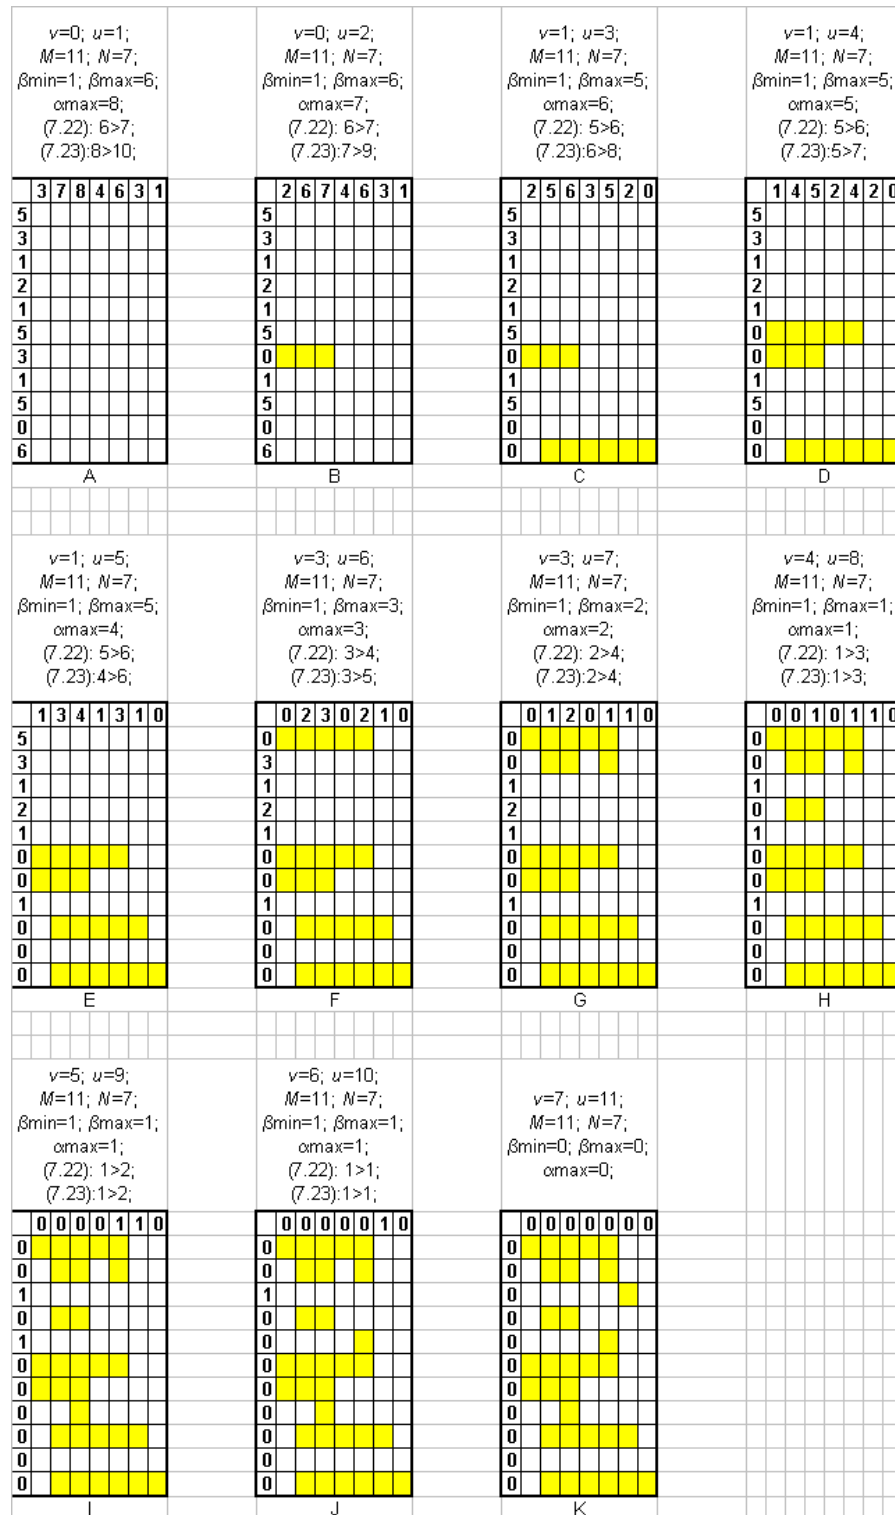 v=0; u=1; v=0; u=2; v=1; u=3; v=1; u=4;
M=11; N=7; M=11; N=7; M=11; N=7; M=11; N=7;
βmin=1; βmax=6; βmin=1; βmax=6; βmin=1; βmax=5; βmin=1; βmax=5;
αmax=8; αmax=7; αmax=6; αmax=5;
(7.22): 6>7; (7.22): 6>7; (7.22): 5>6; (7.22): 5>6;
(7.23):8>10; (7.23):7>9; (7.23):6>8; (7.23):5>7;
3 7 8 4 6 3 1 2 6 7 4 6 3 1 2 5 6 3 5 2 0 1 4 5 2 4 2 0
5 5 5 5
3 3 3 3
1 1 1 1
2 2 2 2
1 1 1 1
5 5 5 0
3 0 0 0
1 1 1 1
5 5 5 5
0 0 0 0
6 6 0 0
A B C D
v=1; u=5; v=3; u=6; v=3; u=7; v=4; u=8;
M=11; N=7; M=11; N=7; M=11; N=7; M=11; N=7;
βmin=1; βmax=5; βmin=1; βmax=3; βmin=1; βmax=2; βmin=1; βmax=1;
αmax=4; αmax=3; αmax=2; αmax=1;
(7.22): 5>6; (7.22): 3>4; (7.22): 2>4; (7.22): 1>3;
(7.23):4>6; (7.23):3>5; (7.23):2>4; (7.23):1>3;
1 3 4 1 3 1 0 0 2 3 0 2 1 0 0 1 2 0 1 1 0 0 0 1 0 1 1 0
5 0 0 0
3 3 0 0
1 1 1 1
2 2 2 0
1 1 1 1
0 0 0 0
0 0 0 0
1 1 1 1
0 0 0 0
0 0 0 0
0 0 0 0
E F G H
v=5; u=9; v=6; u=10; v=7; u=11;
M=11; N=7; M=11; N=7; M=11; N=7;
βmin=1; βmax=1; βmin=1; βmax=1; βmin=0; βmax=0;
αmax=1; αmax=1; αmax=0;
(7.22): 1>2; (7.22): 1>1;
(7.23):1>2; (7.23):1>1;
0 0 0 0 1 1 0 0 0 0 0 0 1 0 0 0 0 0 0 0 0
0 0 0
0 0 0
1 1 0
0 0 0
1 0 0
0 0 0
0 0 0
0 0 0
0 0 0
0 0 0
0 0 0
I J K